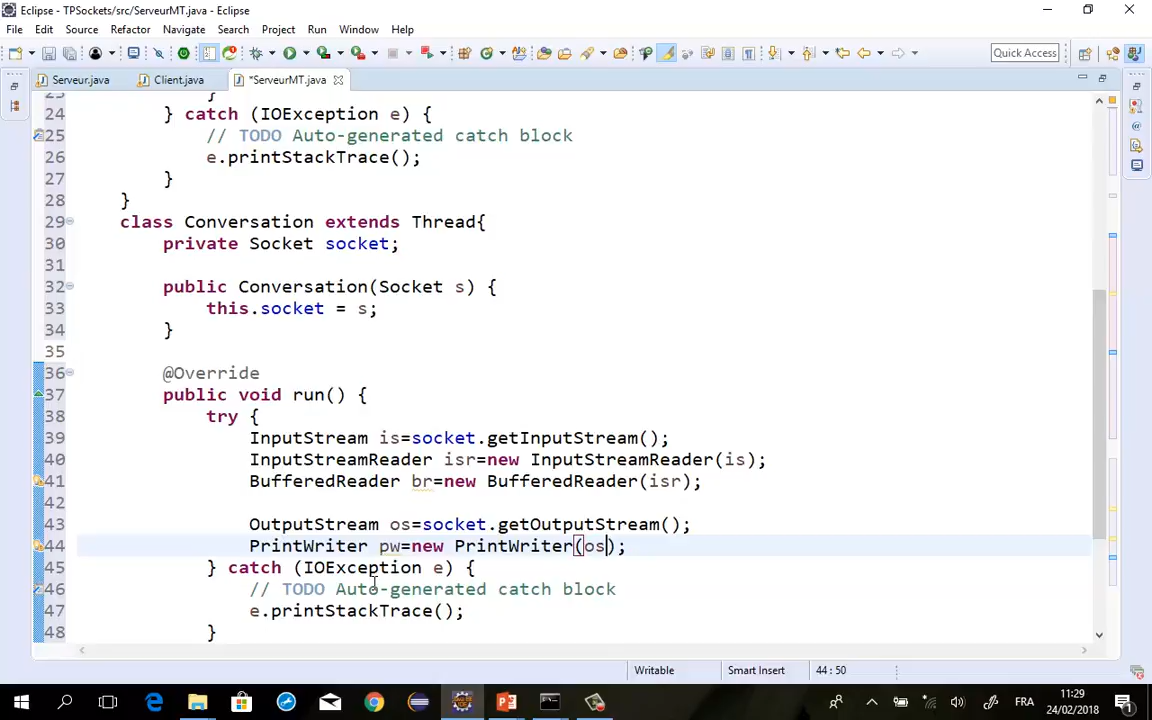 Eclipse - TPSockets/src/ServeurMT.java - Eclipse
File Edit Source Refactor Navigate Search Project Run Window Help
Quick Access
Serveur.java Client.java *ServeurMT.java
23 }
24 } catch (IOException e) {
25 // TODO Auto-generated catch block
26 e.printStackTrace();
27 }
28 }
29 class Conversation extends Thread{
30 private Socket socket;
31
32 public Conversation(Socket s) {
33 this.socket = s;
34 }
35
36 @Override
37 public void run() {
38 try {
39 InputStream is=socket.getInputStream();
40 InputStreamReader isr=new InputStreamReader(is);
41 BufferedReader br=new BufferedReader(isr);
42
43 OutputStream os=socket.getOutputStream();
44 PrintWriter pw=new PrintWriter(os);
45 } catch (IOException e) {
46 // TODO Auto-generated catch block
47 e.printStackTrace();
48 }
Writable Smart Insert 44 : 50
FRA 11:29
24/02/2018